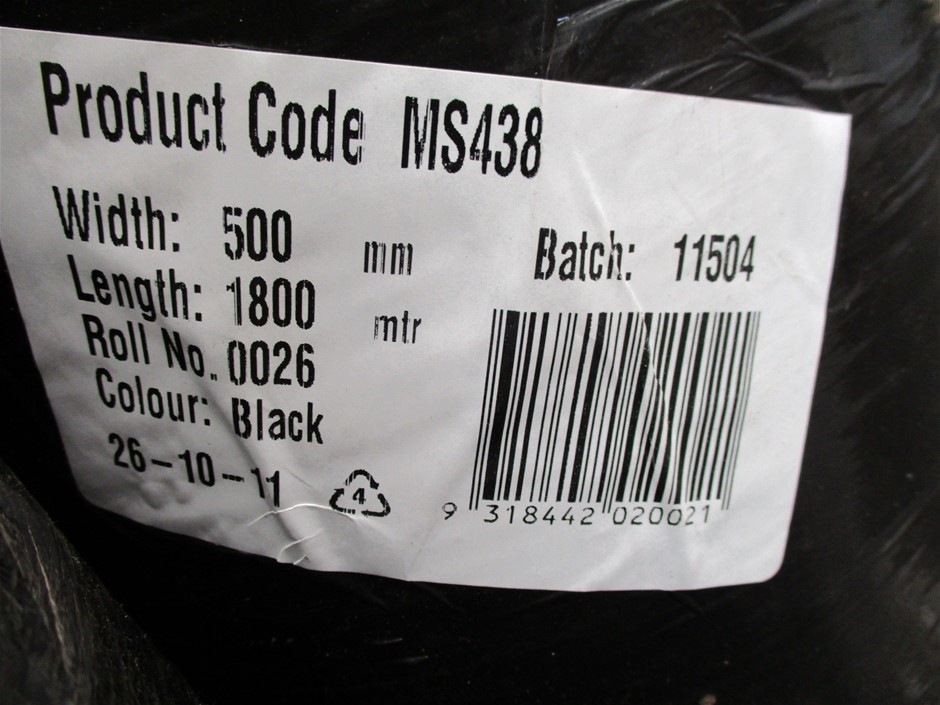 Product Code MS438
Width: 500 mm
Length: 1800 mtr
Roll No. 0026
Colour: Black
26-10-11
4
Batch: 11504
9 318442 020021